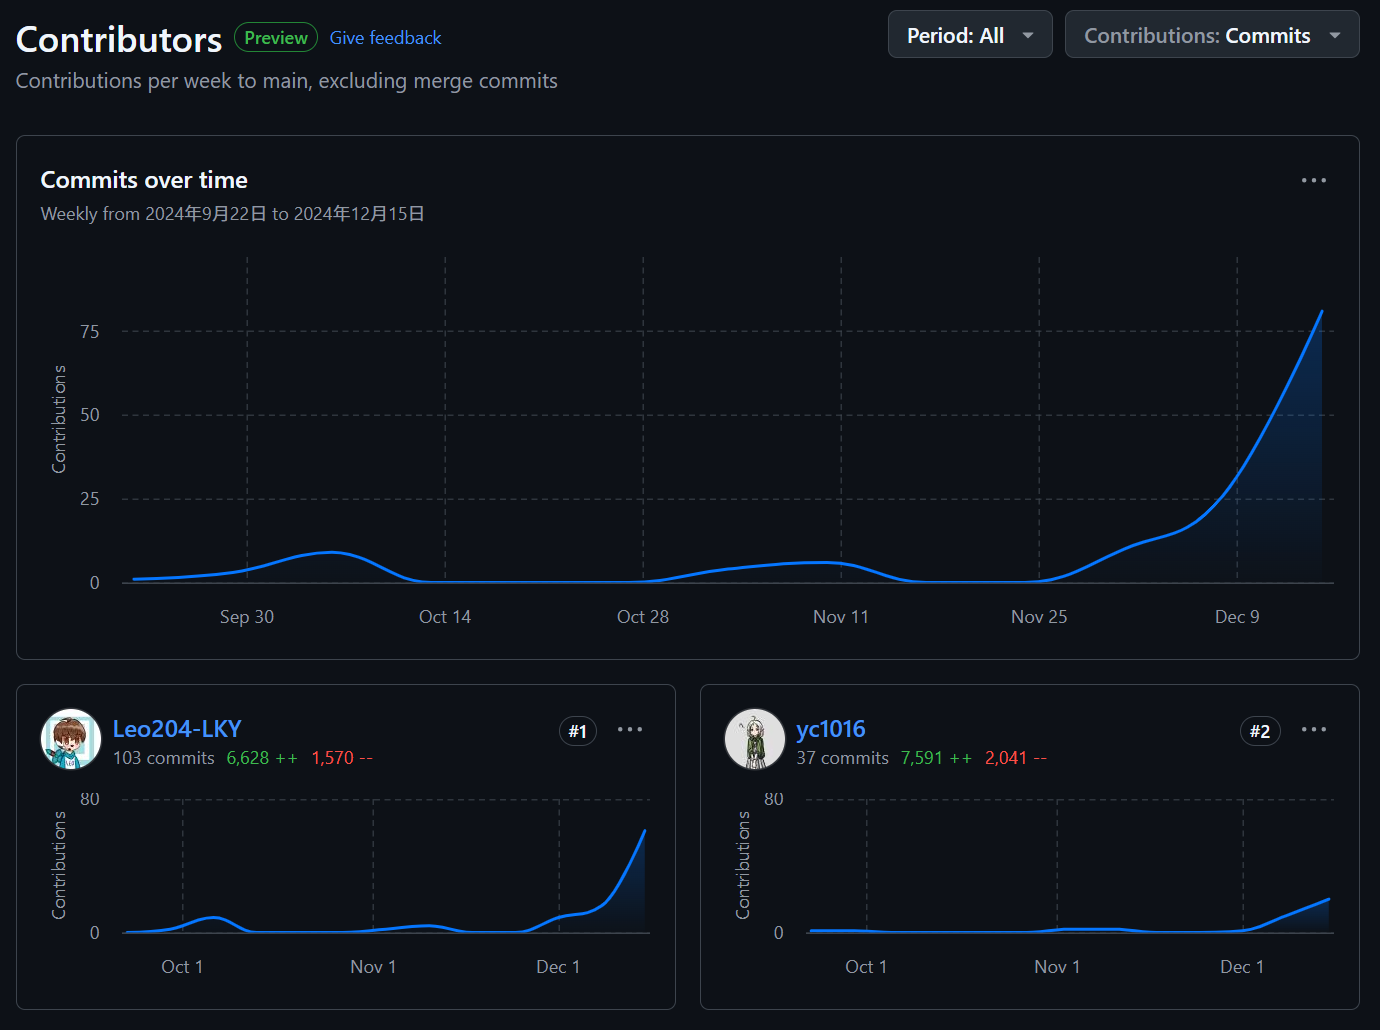 Contributors Preview Give feedback
Period: All
Contributions: Commits
Contributions per week to main, excluding merge commits
Commits over time
Weekly from 2024年9月22日 to 2024年12月15日
Contributions
75
50
25
0
Sep 30 Oct 14 Oct 28 Nov 11 Nov 25 Dec 9
Leo204-LKY
#1
103 commits 6,628 ++ 1,570 --
Contributions
80
0
Oct 1 Nov 1 Dec 1
yc1016
#2
37 commits 7,591 ++ 2,041 --
Contributions
80
0
Oct 1 Nov 1 Dec 1